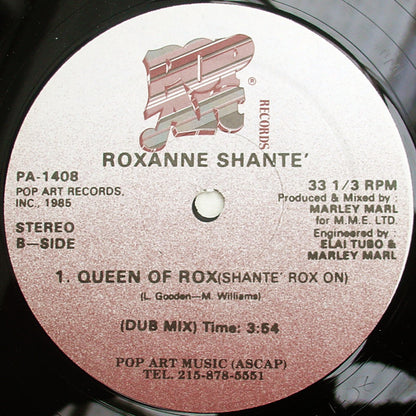 POP
ART
®
RECORDS
ROXANNE SHANTE'
PA-1408
POP ART RECORDS,
INC., 1985
STEREO
B—SIDE
33 1/3 RPM
Produced & Mixed by :
MARLEY MARL
for M.M.E. LTD.
Engineered by :
ELAI TUBO &
MARLEY MARL
1. QUEEN OF ROX(SHANTE' ROX ON)
(L. Gooden—M. Williams)
(DUB MIX) Time: 3:54
POP ART MUSIC (ASCAP)
TEL. 215-878-5551